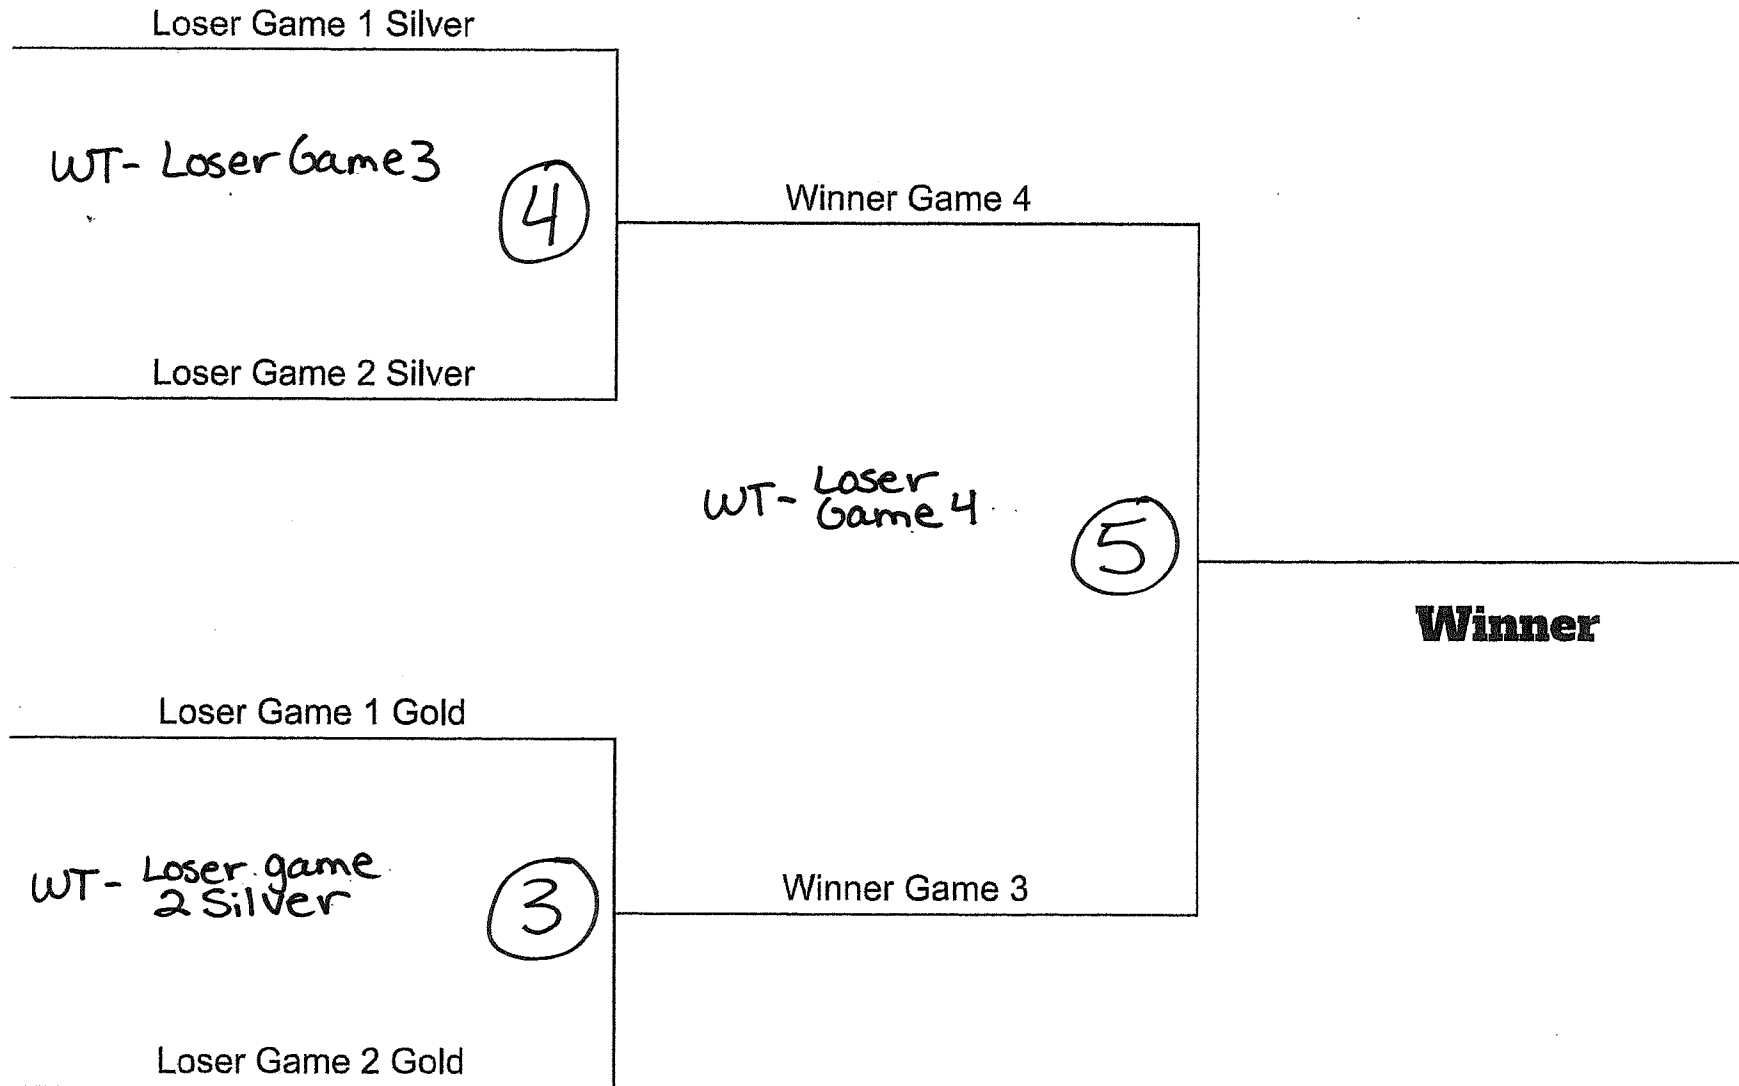 Loser Game 1 Silver
WT- Loser Game 3
4
Winner Game 4
Loser Game 2 Silver
WT- Loser
Game 4
5
Winner
Loser Game 1 Gold
WT- Loser game
2 Silver
3
Winner Game 3
Loser Game 2 Gold